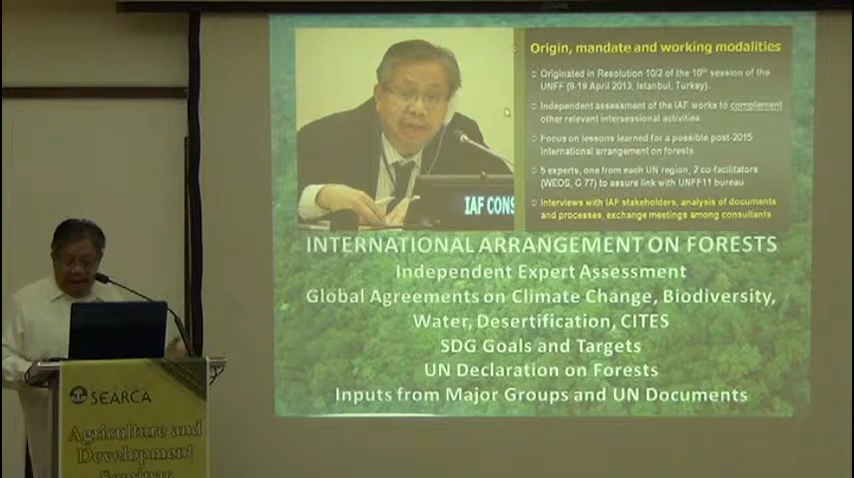 Origin, mandate and working modalities
Originated in Resolution 10/2 of the 10th session of the
UNFF (8-19 April 2013, Istanbul, Turkey).
Independent assessment of the IAF works to complement
other relevant intersessional activities
Focus on lessons learned for a possible post-2015
International arrangement on forests
5 experts, one from each UN region, 2 co-facilitators
(WEOG, G 77) to assure link with UNFF11 bureau
Interviews with IAF stakeholders, analysis of documents
and processes, exchange meetings among consultants
IAF CONS
INTERNATIONAL ARRANGEMENT ON FORESTS
Independent Expert Assessment
Global Agreements on Climate Change, Biodiversity,
Water, Desertification, CITES
SDG Goals and Targets
UN Declaration on Forests
Inputs from Major Groups and UN Documents
SEARCA
Agriculture and
Development
Seminar